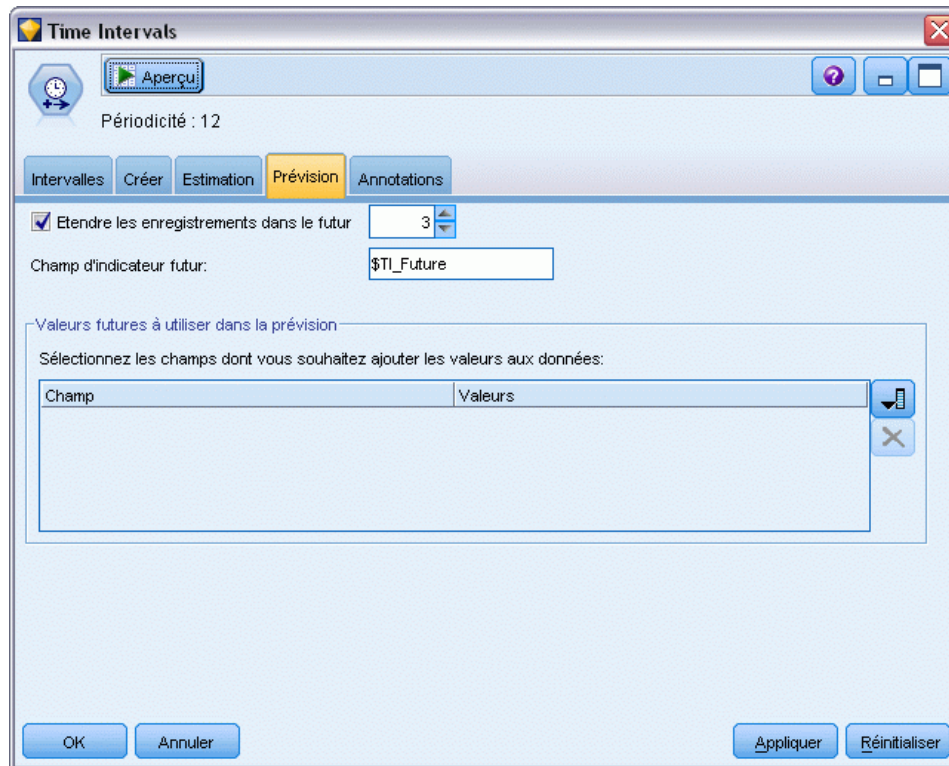 Time Intervals
Aperçu
Périodicité : 12
Intervalles Créer Estimation Prévision Annotations
Etendre les enregistrements dans le futur 3
Champ d'indicateur futur: $TI_Future
Valeurs futures à utiliser dans la prévision
Sélectionnez les champs dont vous souhaitez ajouter les valeurs aux données:
Champ Valeurs
OK Annuler Appliquer Réinitialiser